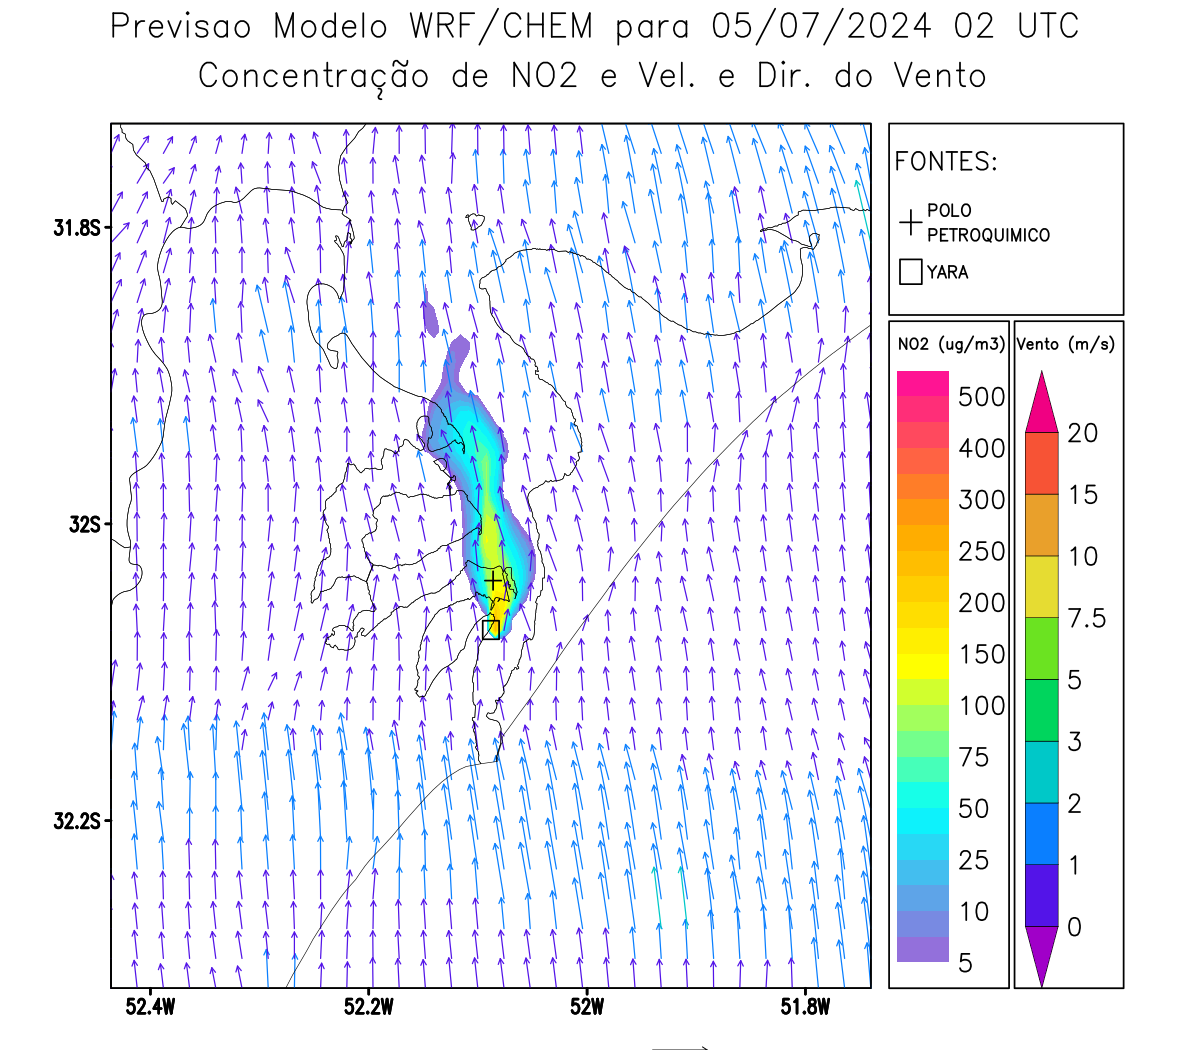 Previsao Modelo WRF/CHEM para 05/07/2024 02 UTC
Concentração de NO2 e Vel. e Dir. do Vento
FONTES:
POLO
PETROQUIMICO
YARA
NO2 (ug/m3)
500
400
300
250
200
150
100
75
50
25
10
5
Vento (m/s)
20
15
10
7.5
5
3
2
1
0
31.8S
32S
32.2S
52.4W
52.2W
52W
51.8W